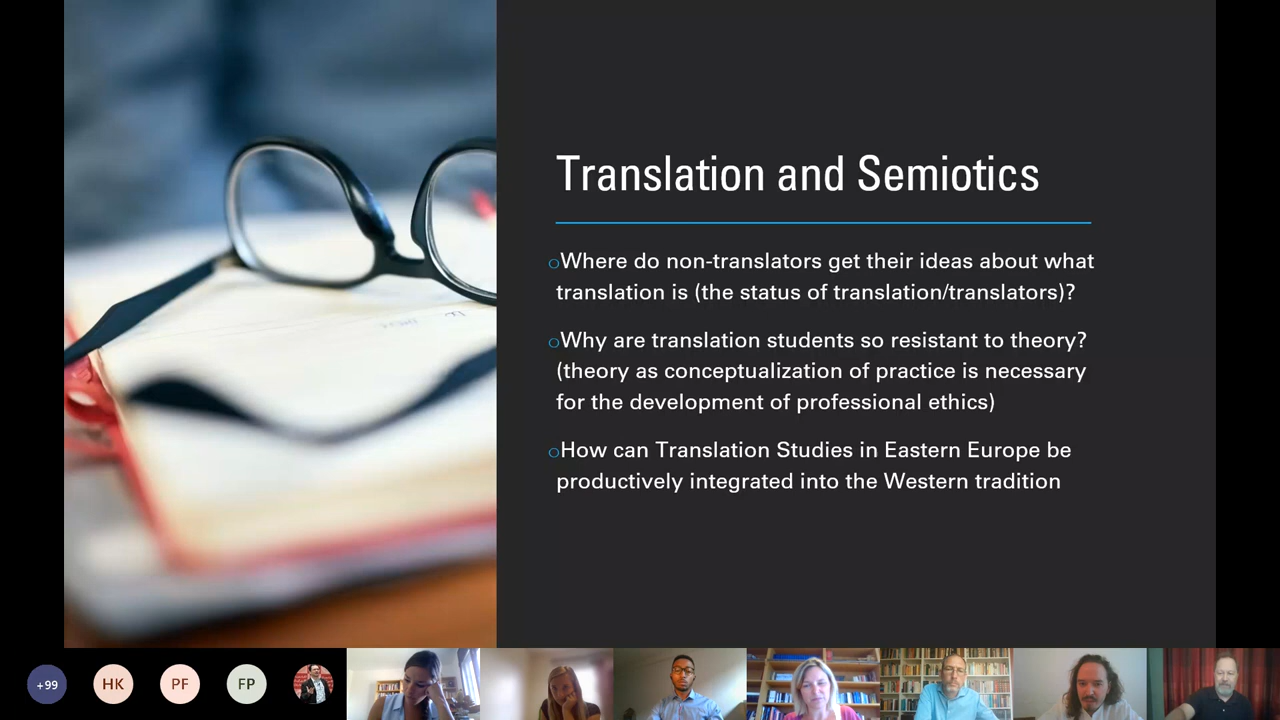 Translation and Semiotics
○Where do non-translators get their ideas about what
translation is (the status of translation/translators)?
○Why are translation students so resistant to theory?
(theory as conceptualization of practice is necessary
for the development of professional ethics)
○How can Translation Studies in Eastern Europe be
productively integrated into the Western tradition
+99
HK
PF
FP